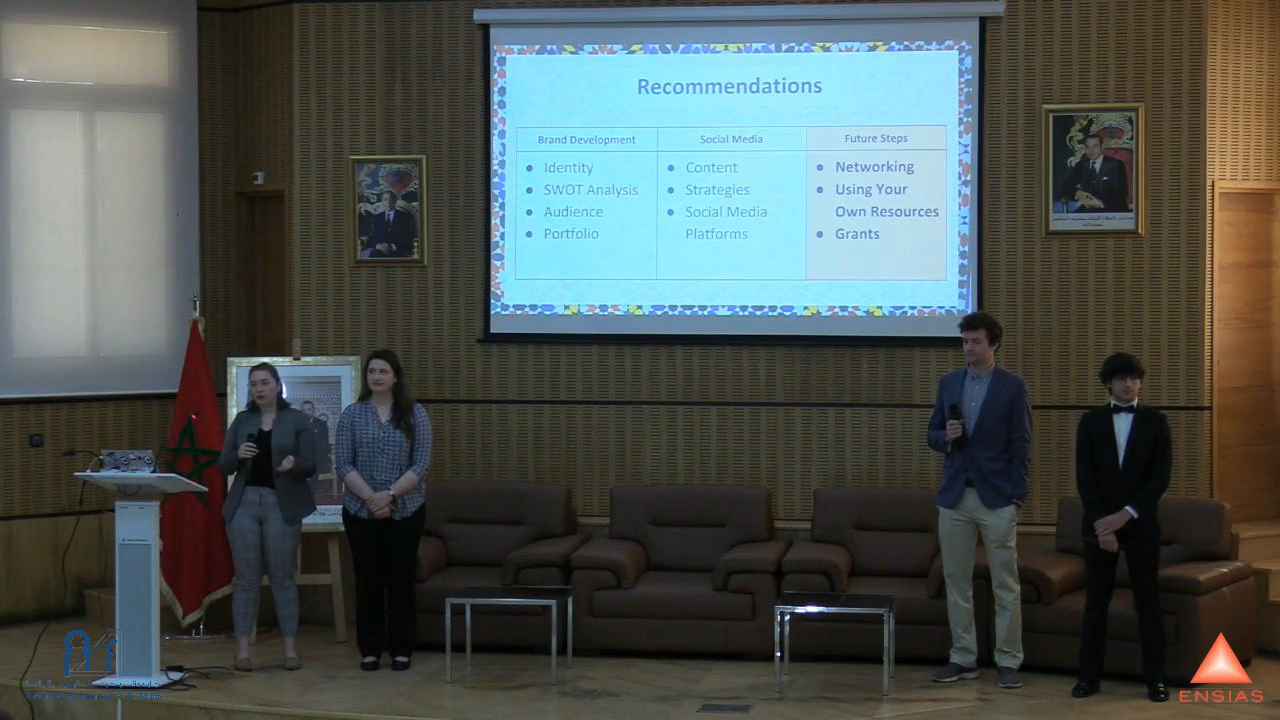 Recommendations
Brand Development
Social Media
Future Steps
Identity
SWOT Analysis
Audience
Portfolio
Content
Strategies
Social Media
Platforms
Networking
Using Your
Own Resources
Grants
ENSIAS